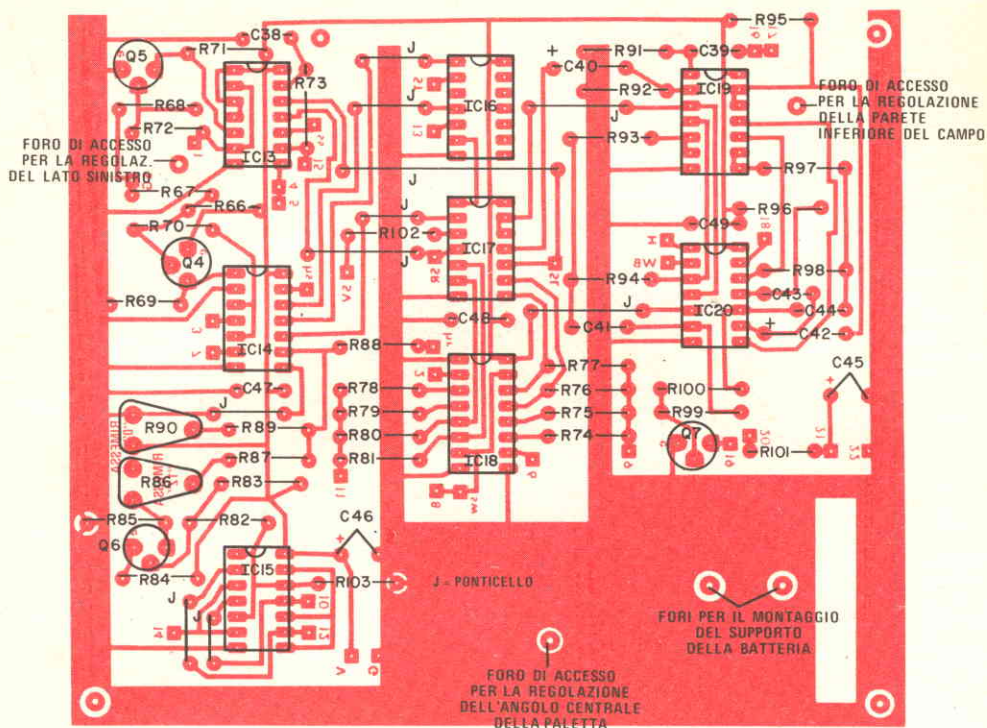 R95
C38
R71
Q5
R73
J
IC16
R91
C39
C40
+
R92
IC19
R68
R72
IC13
J
J
R93
FORO DI ACCESSO
PER LA REGOLAZIONE
DELLA PARETE
INFERIORE DEL CAMPO
FORO DI ACCESSO
PER LA REGOLAZ.
DEL LATO SINISTRO
R67
R66
R70
J
R97
R96
J
R102
IC17
C49
Q4
J
R94
R98
C43
R69
C48
J
C41
IC20
C44
C42
+
IC14
R88
R77
C45
+
C47
R78
R76
R100
J
R79
R75
R99
R90
R89
R80
R74
Q7
RIMESSA
R87
R81
IC18
R101
R86
R83
RIMESSA
R85
R82
C46
+
Q6
IC15
R84
R103
J = PONTICELLO
J
J
FORI PER IL MONTAGGIO
DEL SUPPORTO
DELLA BATTERIA
FORO DI ACCESSO
PER LA REGOLAZIONE
DELL'ANGOLO CENTRALE
DELLA PALETTA